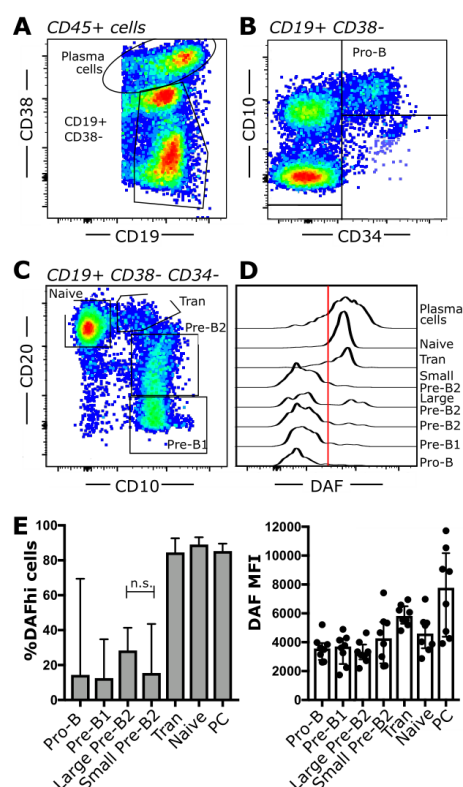 A CD45+ cells
Plasma
cells
CD19+
CD38-
CD38
CD19
B CD19+ CD38-
Pro-B
CD10
CD34
C CD19+ CD38- CD34-
Naive
Tran
Pre-B2
Pre-B1
CD20
CD10
D
Plasma
cells
Naive
Tran
Small
Pre-B2
Large
Pre-B2
Pre-B2
Pre-B1
Pro-B
DAF
E
%DAFhi cells
100
80
60
40
20
0
n.s.
Pro-B
Pre-B1
Large Pre-B2
Small Pre-B2
Tran
Naive
PC
DAF MFI
12000
10000
8000
6000
4000
2000
0
Pro-B
Pre-B1
Large Pre-B2
Small Pre-B2
Tran
Naive
PC